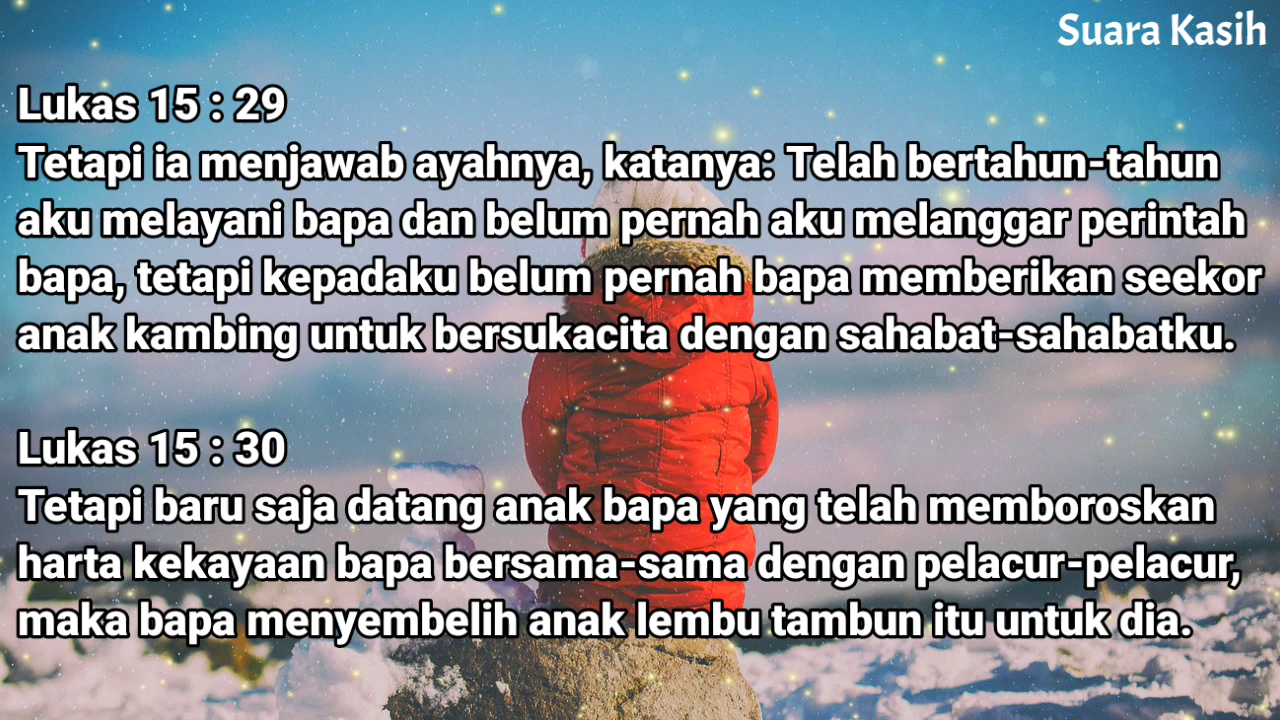 Suara Kasih
Lukas 15 : 29
Tetapi ia menjawab ayahnya, katanya: Telah bertahun-tahun
aku melayani bapa dan belum pernah aku melanggar perintah
bapa, tetapi kepadaku belum pernah bapa memberikan seekor
anak kambing untuk bersukacita dengan sahabat-sahabatku.
Lukas 15 : 30
Tetapi baru saja datang anak bapa yang telah memboroskan
harta kekayaan bapa bersama-sama dengan pelacur-pelacur,
maka bapa menyembelih anak lembu tambun itu untuk dia.